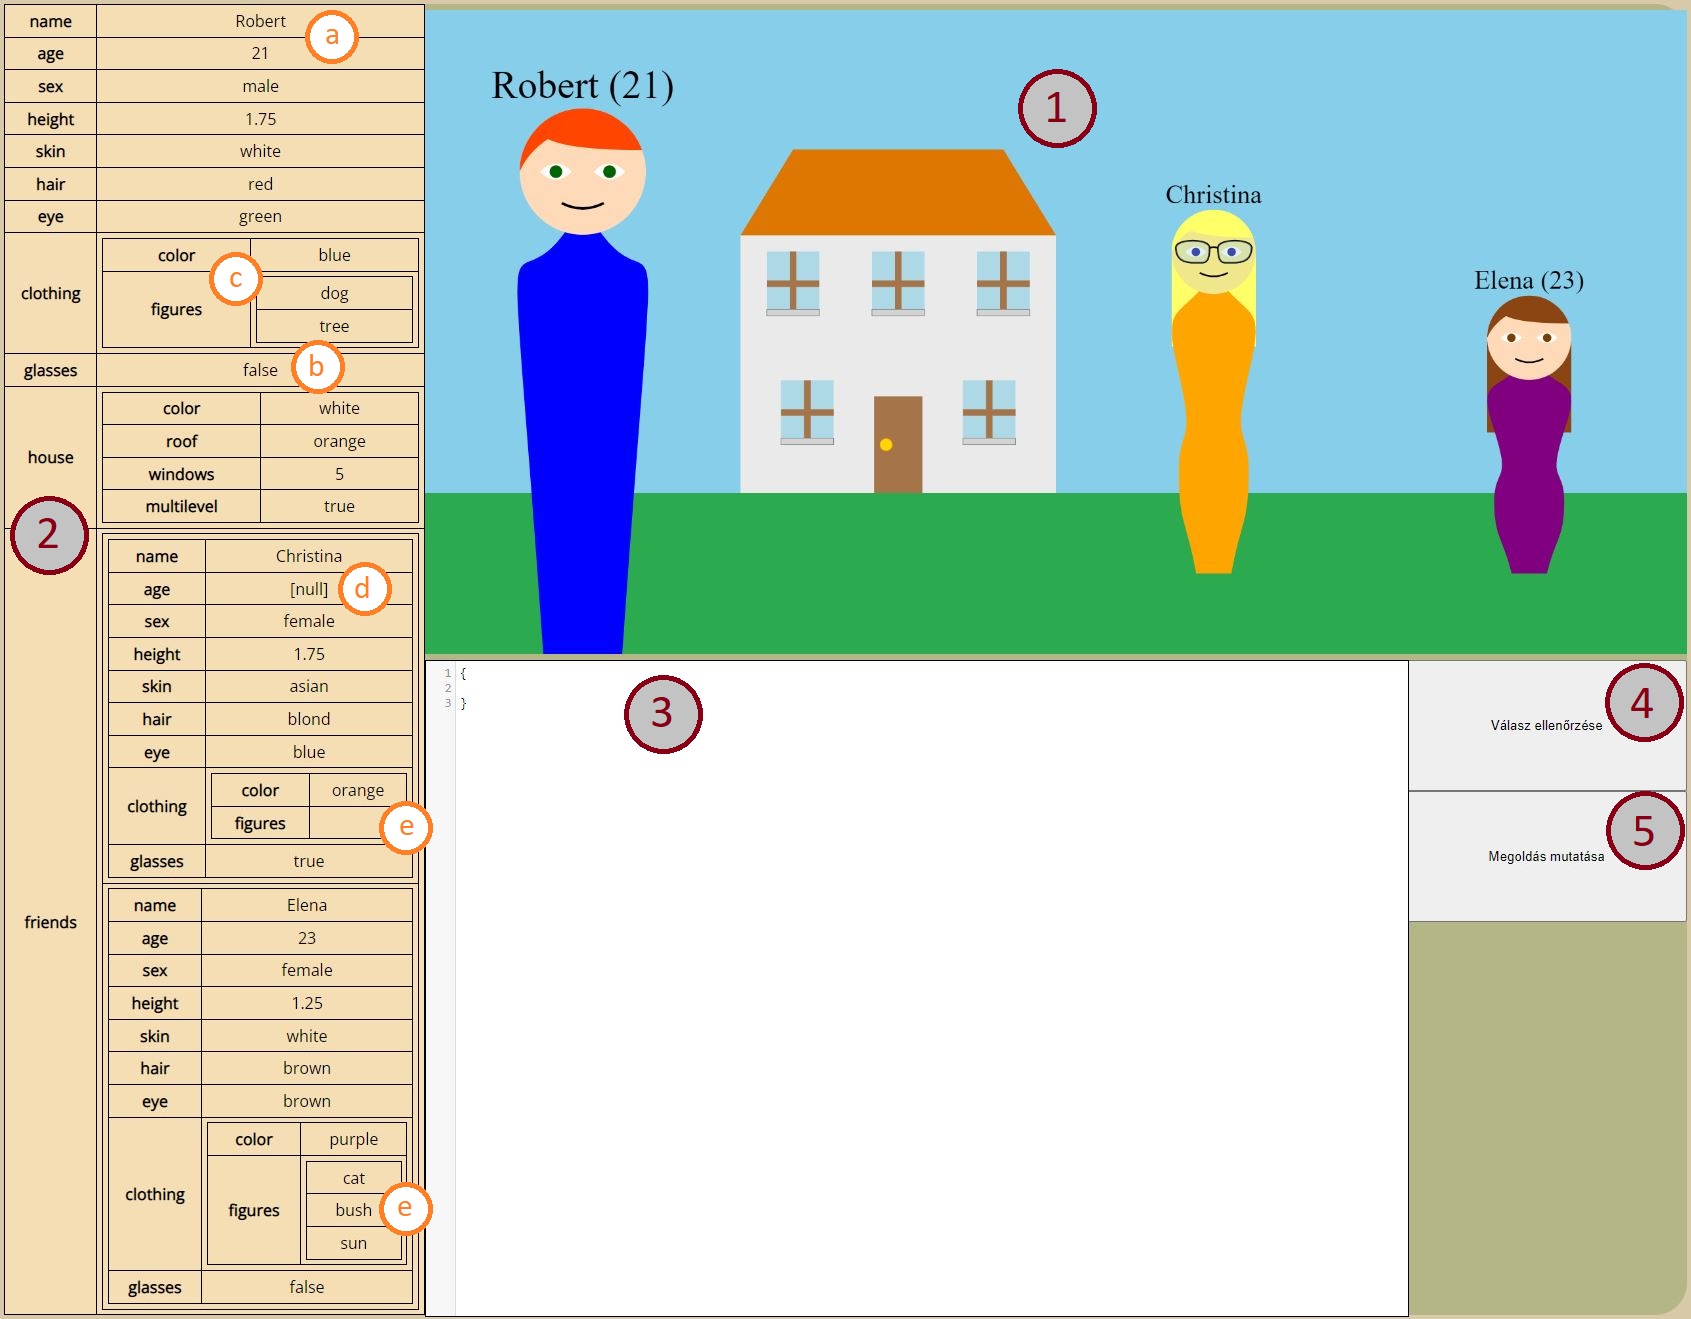 name Robert
a
age 21
sex male
height 1.75
skin white
hair red
eye green
clothing
color blue
c
figures
dog
tree
b
glasses false
house
color white
roof orange
windows 5
multilevel true
2
friends
name Christina
age [null]
d
sex female
height 1.75
skin asian
hair blond
eye blue
clothing
color orange
figures
e
glasses true
name Elena
age 23
sex female
height 1.25
skin white
hair brown
eye brown
clothing
color purple
figures
cat
bush
e
sun
glasses false
Robert (21)
1
Christina
Elena (23)
1 {
2
3 }
3
4
Válasz ellenőrzése
5
Megoldás mutatása